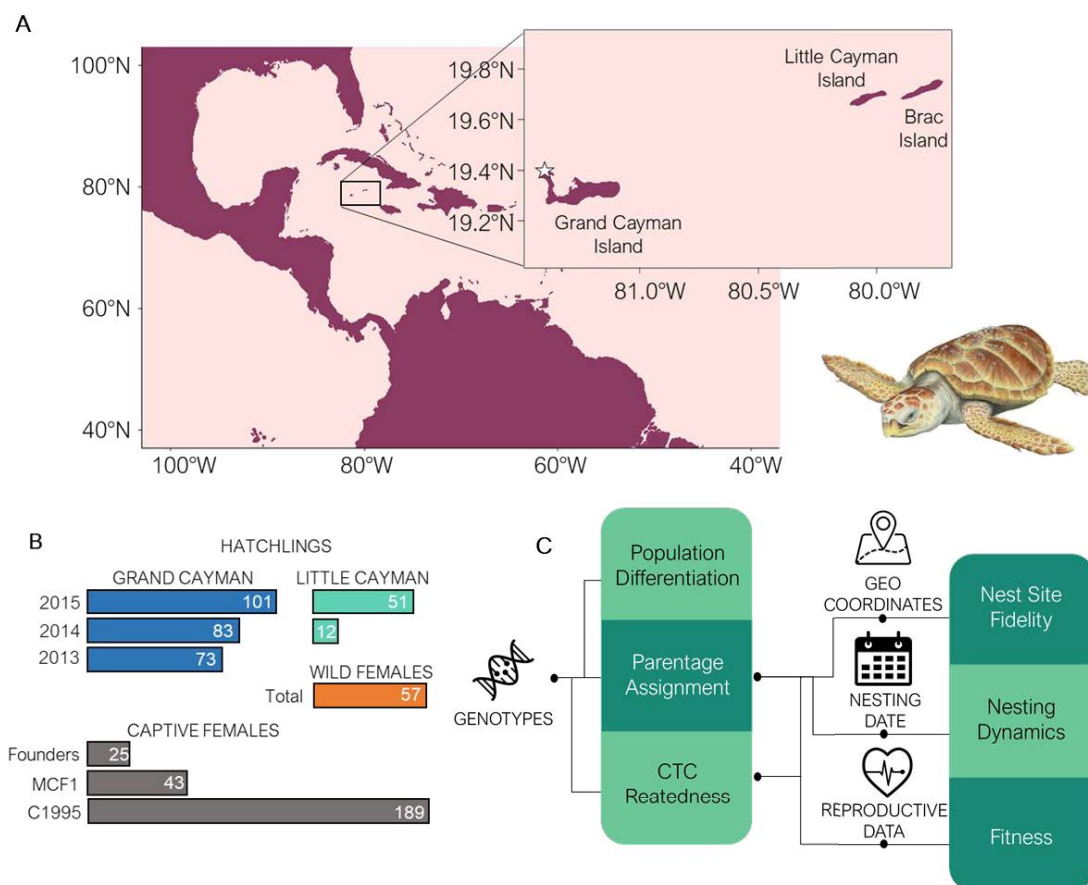 A
100°N
80°N
60°N
40°N
100°W
80°W
60°W
40°W
19.8°N
19.6°N
19.4°N
19.2°N
81.0°W
80.5°W
80.0°W
Little Cayman
Island
Brac
Island
Grand Cayman
Island
B
HATCHLINGS
GRAND CAYMAN
LITTLE CAYMAN
2015
101
51
2014
83
12
2013
73
WILD FEMALES
Total
57
CAPTIVE FEMALES
Founders
25
MCF1
43
C1995
189
C
GENOTYPES
Population
Differentiation
Parentage
Assignment
CTC
Reatedness
GEO
COORDINATES
NESTING
DATE
REPRODUCTIVE
DATA
Nest Site
Fidelity
Nesting
Dynamics
Fitness